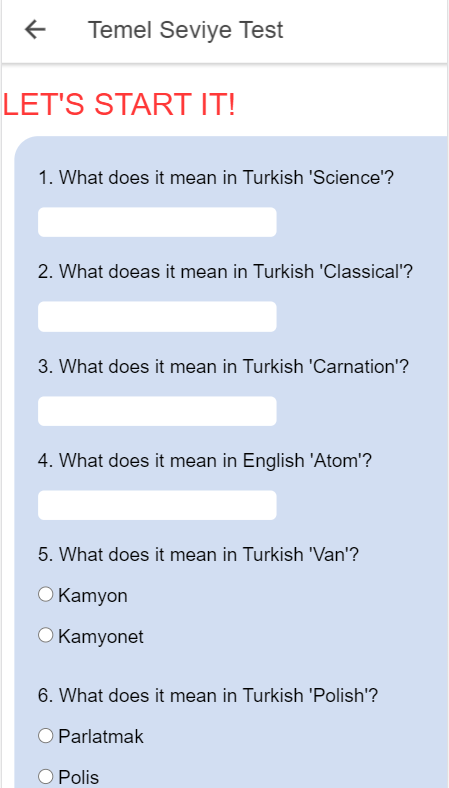 Temel Seviye Test
LET'S START IT!
1. What does it mean in Turkish 'Science'?
2. What doeas it mean in Turkish 'Classical'?
3. What does it mean in Turkish 'Carnation'?
4. What does it mean in English 'Atom'?
5. What does it mean in Turkish 'Van'?
Kamyon
Kamyonet
6. What does it mean in Turkish 'Polish'?
Parlatmak
Polis